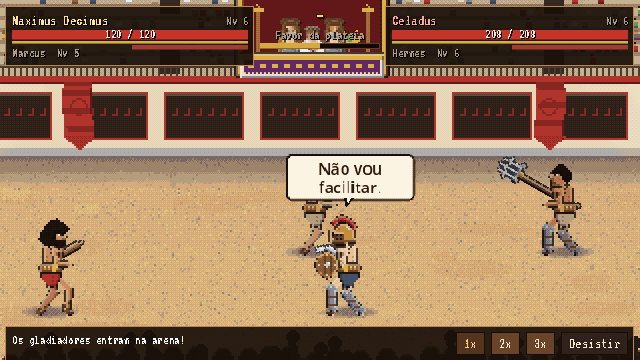 Maximus Decimus Nv 6
120 / 120
Marcus Nv 5
Favor da plateia
Celadus Nv 6
208 / 208
Hermes Nv 6
Não vou
facilitar.
Os gladiadores entram na arena!
1x 2x 3x Desistir